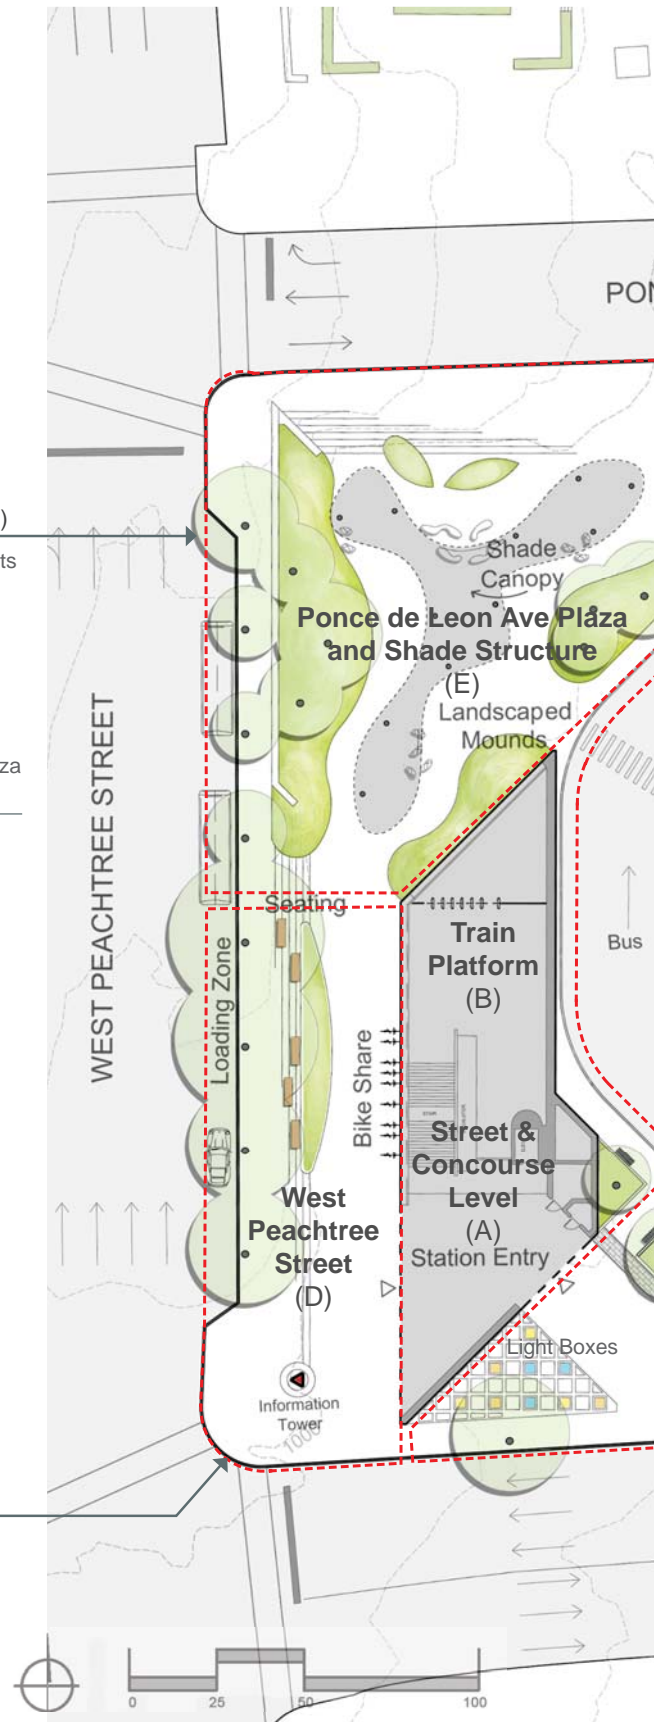 PON
)
ts
Shade
Canopy
Ponce de Leon Ave Plaza
and Shade Structure
(E)
Landscaped
Mounds
za
WEST PEACHTREE STREET
Seating
Loading Zone
Train
Platform
(B)
Bus
Bike Share
Street &
Concourse
Level
(A)
Station Entry
West
Peachtree
Street
(D)
Light Boxes
Information
Tower
1000
0 25 50 100